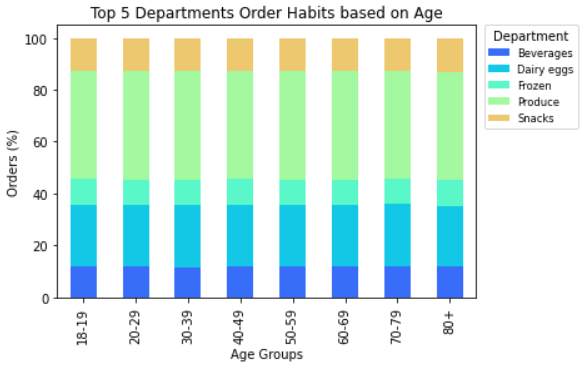 Top 5 Departments Order Habits based on Age
Department
Beverages
Dairy eggs
Frozen
Produce
Snacks
Orders (%)
100
80
60
40
20
0
18-19
20-29
30-39
40-49
50-59
60-69
70-79
80+
Age Groups